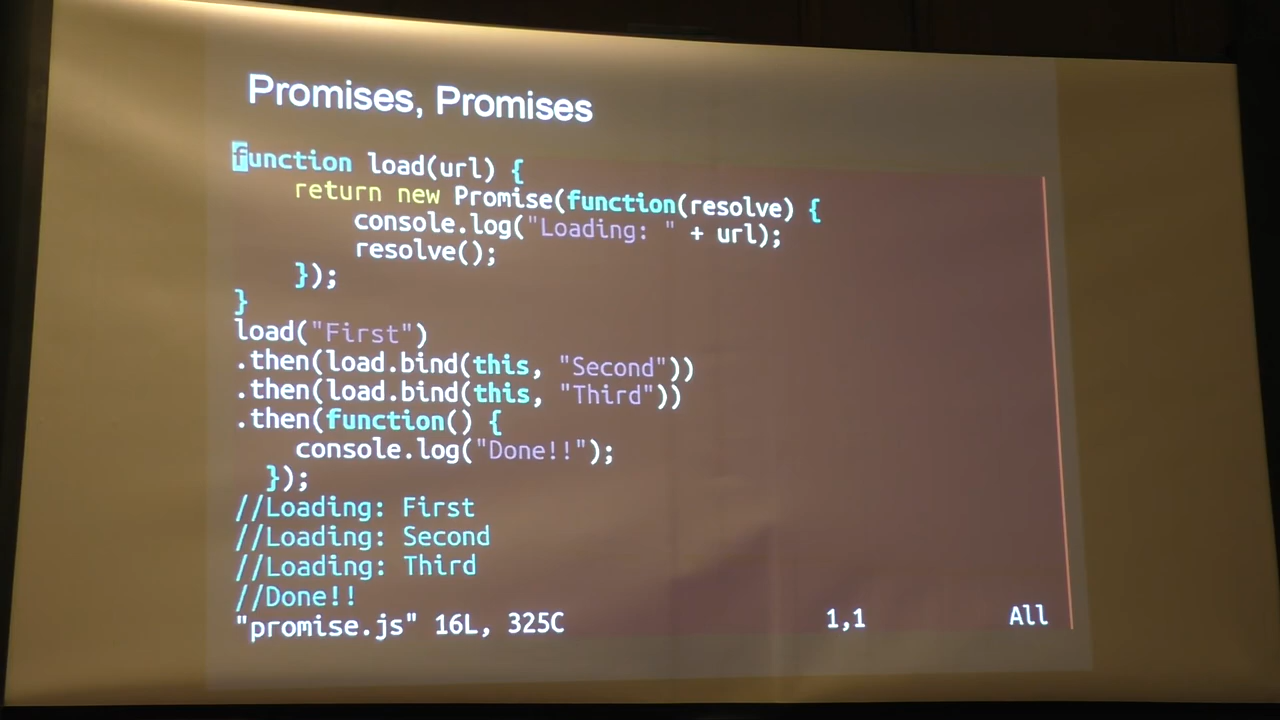 Promises, Promises
function load(url) {
    return new Promise(function(resolve) {
        console.log("Loading: " + url);
        resolve();
    });
}
load("First")
.then(load.bind(this, "Second"))
.then(load.bind(this, "Third"))
.then(function() {
    console.log("Done!!");
  });
//Loading: First
//Loading: Second
//Loading: Third
//Done!!
"promise.js" 16L, 325C 1,1 All